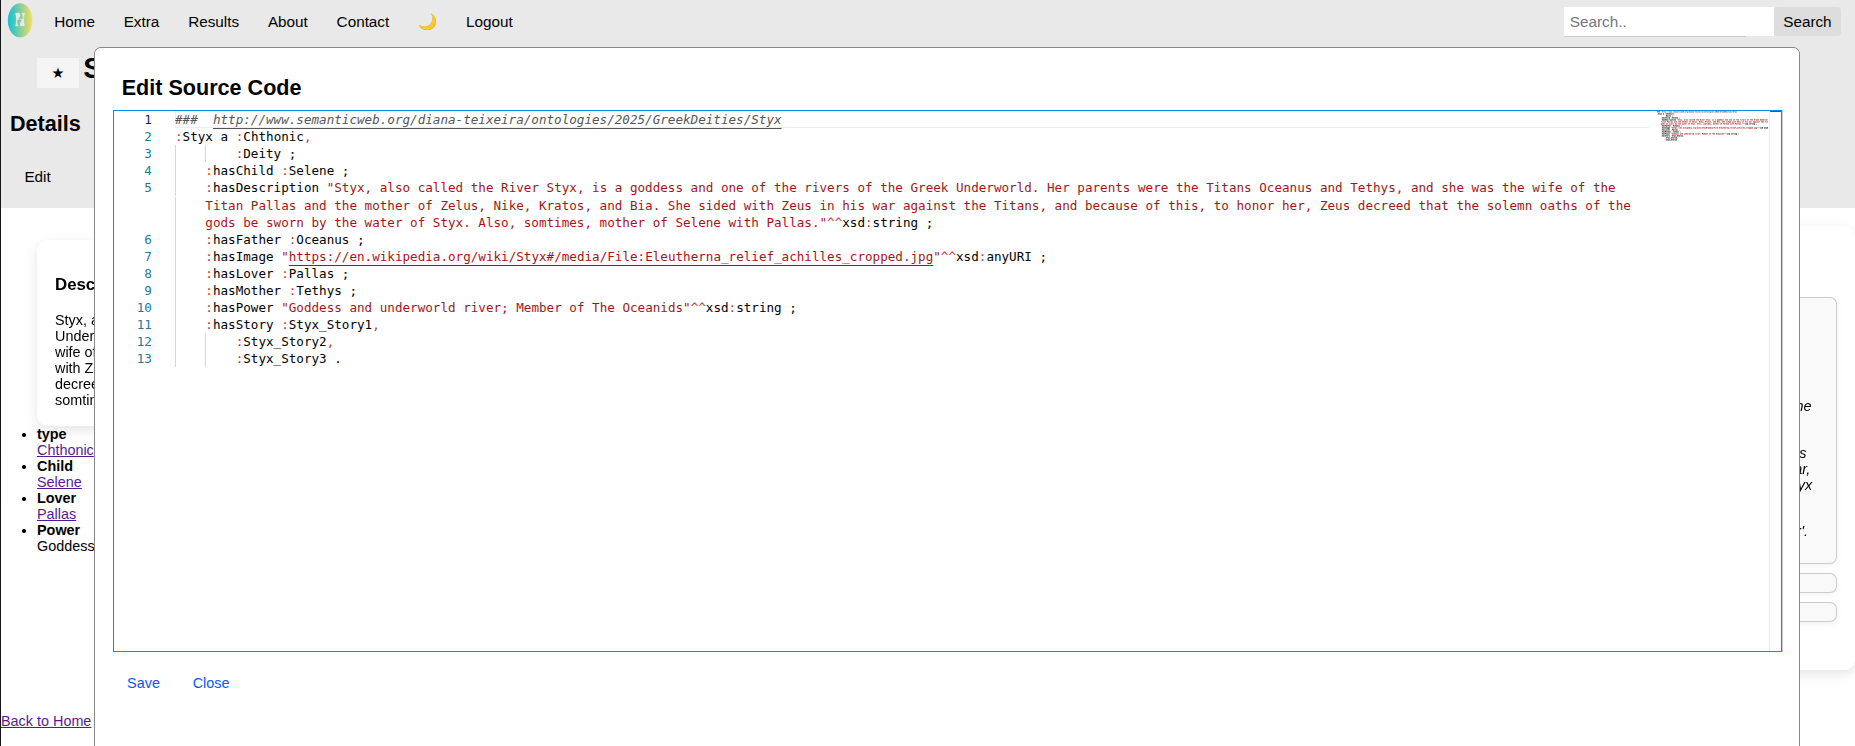 Home Extra Results About Contact 🌙 Logout Search.. Search
★ S
Details
Edit
Desc
Styx, a
Under
wife of
with Z
decree
somtin
type
Chthonic
Child
Selene
Lover
Pallas
Power
Goddess
Back to Home
Edit Source Code
1 ###  http://www.semanticweb.org/diana-teixeira/ontologies/2025/GreekDeities/Styx
2 :Styx a :Chthonic,
3 :Deity ;
4 :hasChild :Selene ;
5 :hasDescription "Styx, also called the River Styx, is a goddess and one of the rivers of the Greek Underworld. Her parents were the Titans Oceanus and Tethys, and she was the wife of the
Titan Pallas and the mother of Zelus, Nike, Kratos, and Bia. She sided with Zeus in his war against the Titans, and because of this, to honor her, Zeus decreed that the solemn oaths of the
gods be sworn by the water of Styx. Also, somtimes, mother of Selene with Pallas."^^xsd:string ;
6 :hasFather :Oceanus ;
7 :hasImage "https://en.wikipedia.org/wiki/Styx#/media/File:Eleutherna_relief_achilles_cropped.jpg"^^xsd:anyURI ;
8 :hasLover :Pallas ;
9 :hasMother :Tethys ;
10 :hasPower "Goddess and underworld river; Member of The Oceanids"^^xsd:string ;
11 :hasStory :Styx_Story1,
12 :Styx_Story2,
13 :Styx_Story3 .
Save Close